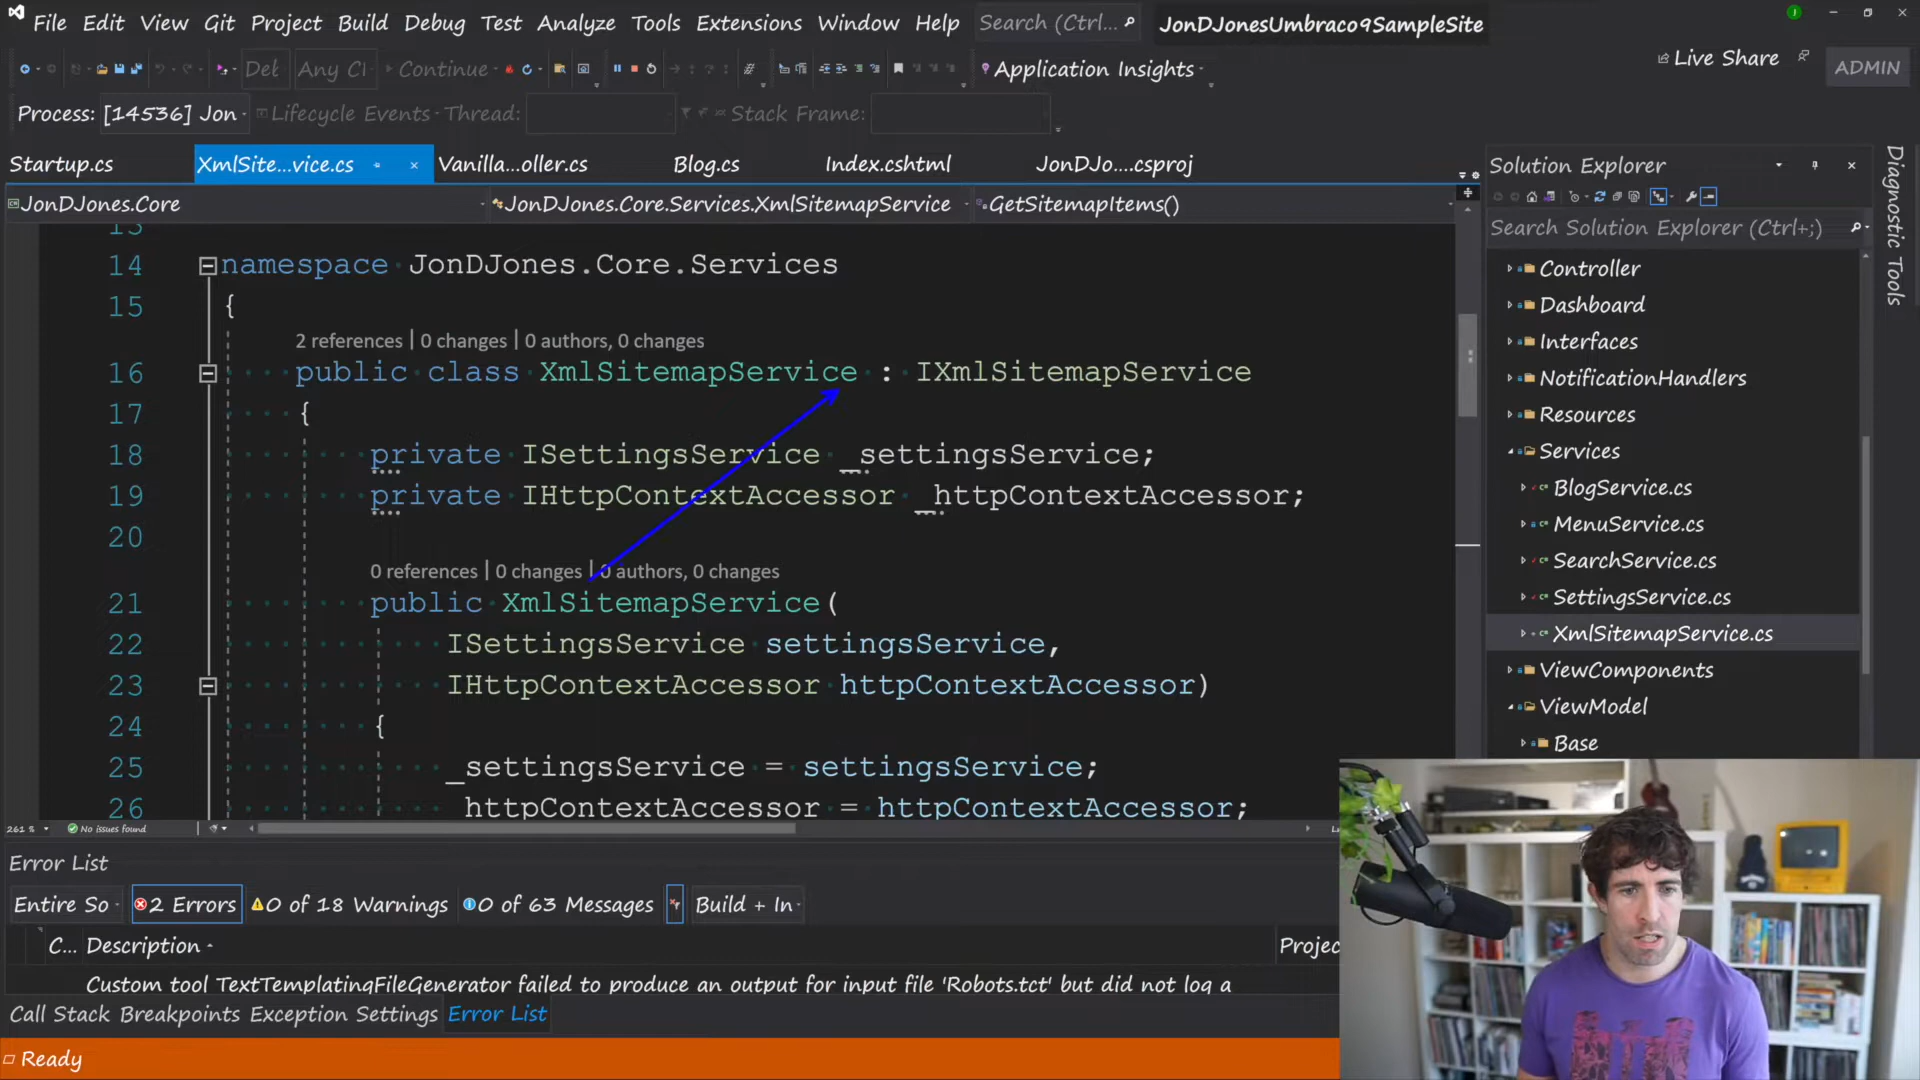 File Edit View Git Project Build Debug Test Analyze Tools Extensions Window Help Search (Ctrl... JonDJonesUmbraco9SampleSite
Continue Application Insights Live Share ADMIN
Process: [14536] Jon Lifecycle Events Thread: Stack Frame:
Startup.cs XmlSite...vice.cs Vanilla...oller.cs Blog.cs Index.cshtml JonDJo....csproj
JonDJones.Core JonDJones.Core.Services.XmlSitemapService GetSitemapItems()
14 namespace JonDJones.Core.Services
15 {
2 references | 0 changes | 0 authors, 0 changes
16 public class XmlSitemapService : IXmlSitemapService
17 {
18 private ISettingsService _settingsService;
19 private IHttpContextAccessor _httpContextAccessor;
20
0 references | 0 changes | 0 authors, 0 changes
21 public XmlSitemapService(
22 ISettingsService settingsService,
23 IHttpContextAccessor httpContextAccessor)
24 {
25 _settingsService = settingsService;
26 httpContextAccessor = httpContextAccessor;
261 % No issues found
Solution Explorer
Search Solution Explorer (Ctrl+;)
Controller
Dashboard
Interfaces
NotificationHandlers
Resources
Services
BlogService.cs
MenuService.cs
SearchService.cs
SettingsService.cs
XmlSitemapService.cs
ViewComponents
ViewModel
Base
Diagnostic Tools
Error List
Entire So 2 Errors 0 of 18 Warnings 0 of 63 Messages Build + In
C... Description Projec
Custom tool TextTemplatingFileGenerator failed to produce an output for input file 'Robots.tct' but did not log a
Call Stack Breakpoints Exception Settings Error List
Ready